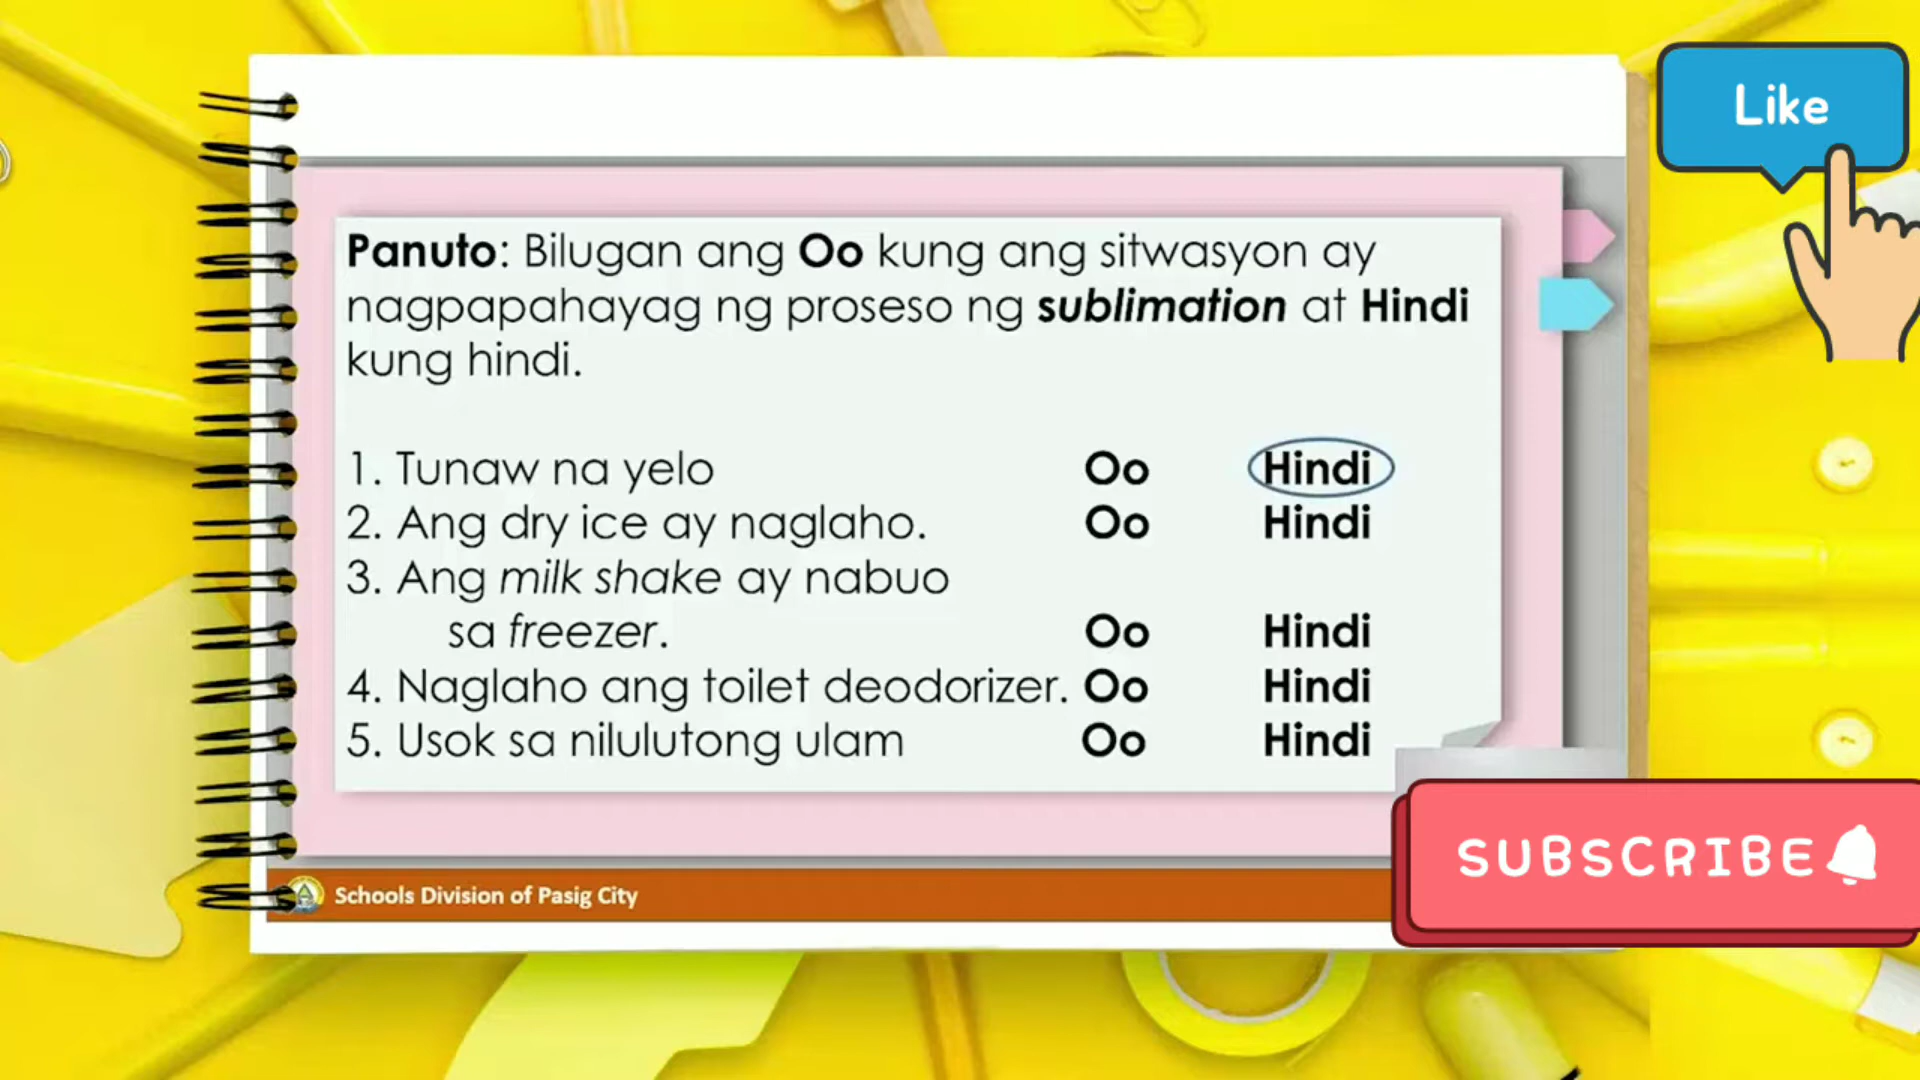 Like
Panuto: Bilugan ang Oo kung ang sitwasyon ay
nagpapahayag ng proseso ng sublimation at Hindi
kung hindi.
1. Tunaw na yelo Oo Hindi
2. Ang dry ice ay naglaho. Oo Hindi
3. Ang milk shake ay nabuo
sa freezer. Oo Hindi
4. Naglaho ang toilet deodorizer. Oo Hindi
5. Usok sa nilulutong ulam Oo Hindi
SUBSCRIBE
Schools Division of Pasig City